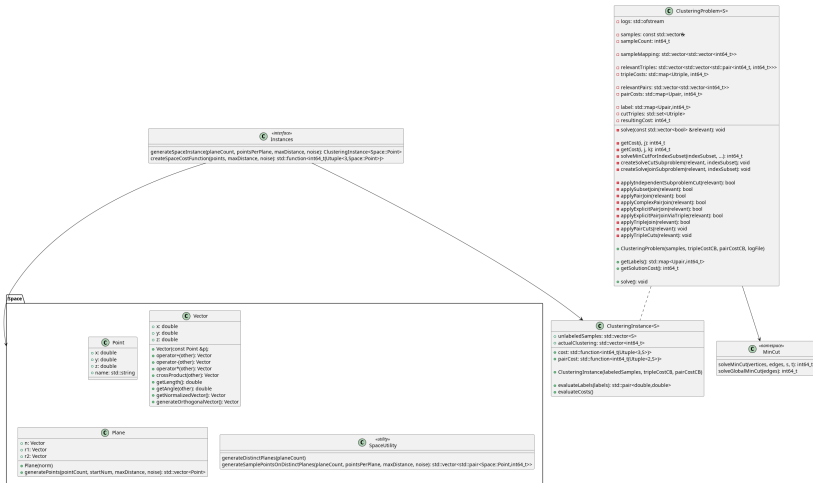 C ClusteringProblem<S>
logs: std::ofstream
samples: const std::vector&
sampleCount: int64_t
sampleMapping: std::vector<std::vector<int64_t>>
relevantTriples: std::vector<std::vector<std::pair<int64_t, int64_t>>>
tripleCosts: std::map<Utriple, int64_t>
relevantPairs: std::vector<std::vector<int64_t>>
pairCosts: std::map<Upair, int64_t>
label: std::map<Upair,int64_t>
cutTriples: std::set<Utriple>
resultingCost: int64_t
solve(const std::vector<bool> &relevant): void
getCost(i, j): int64_t
getCost(i, j, k): int64_t
solveMinCutForIndexSubset(indexSubset, ...): int64_t
createSolveCutSubproblem(relevant, indexSubset): void
createSolveJoinSubproblem(relevant, indexSubset): void
applyIndependentSubproblemCut(relevant): bool
applySubsetJoin(relevant): bool
applyPairJoin(relevant): bool
applyComplexPairJoin(relevant): bool
applyExplicitPairJoin(relevant): bool
applyExplicitPairJoinViaTriple(relevant): bool
applyTripleJoin(relevant): bool
applyPairCuts(relevant): void
applyTripleCuts(relevant): void
ClusteringProblem(samples, tripleCostCB, pairCostCB, logFile)
getLabels(): std::map<Upair,int64_t>
getSolutionCost(): int64_t
solve(): void
«interface»
C Instances
generateSpaceInstance(planeCount, pointsPerPlane, maxDistance, noise): ClusteringInstance<Space::Point>
createSpaceCostFunction(points, maxDistance, noise): std::function<int64_t(Utuple<3,Space::Point>)>
Space
C Point
x: double
y: double
z: double
name: std::string
C Vector
x: double
y: double
z: double
Vector(const Point &p)
operator+(other): Vector
operator-(other): Vector
operator*(other): Vector
crossProduct(other): Vector
getLength(): double
getAngle(other): double
getNormalizedVector(): Vector
generateOrthogonalVector(): Vector
C Plane
n: Vector
r1: Vector
r2: Vector
Plane(norm)
generatePoints(pointCount, startNum, maxDistance, noise): std::vector<Point>
«utility»
C SpaceUtility
generateDistinctPlanes(planeCount)
generateSamplePointsOnDistinctPlanes(planeCount, pointsPerPlane, maxDistance, noise): std::vector<std::pair<Space::Point,int64_t>>
C ClusteringInstance<S>
unlabeledSamples: std::vector<S>
actualClustering: std::vector<int64_t>
cost: std::function<int64_t(Utuple<3,S>)>
pairCost: std::function<int64_t(Utuple<2,S>)>
ClusteringInstance(labeledSamples, tripleCostCB, pairCostCB)
evaluateLabels(labels): std::pair<double,double>
evaluateCosts()
«namespace»
C MinCut
solveMinCut(vertices, edges, s, t): int64_t
solveGlobalMinCut(edges): int64_t